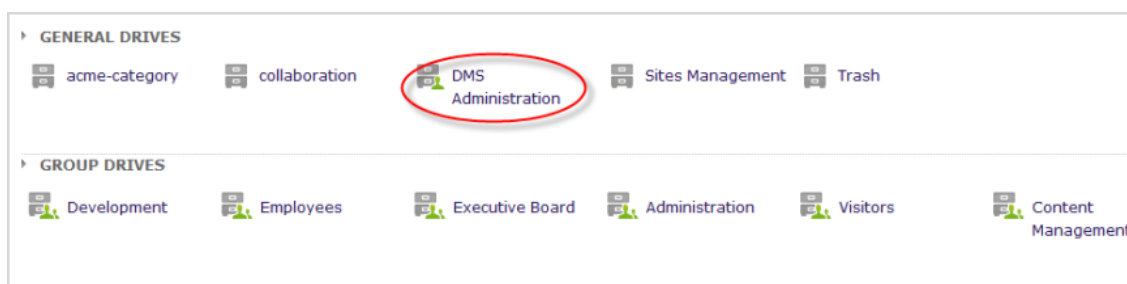 GENERAL DRIVES
acme-category collaboration DMS Administration Sites Management Trash
GROUP DRIVES
Development Employees Executive Board Administration Visitors Content Management